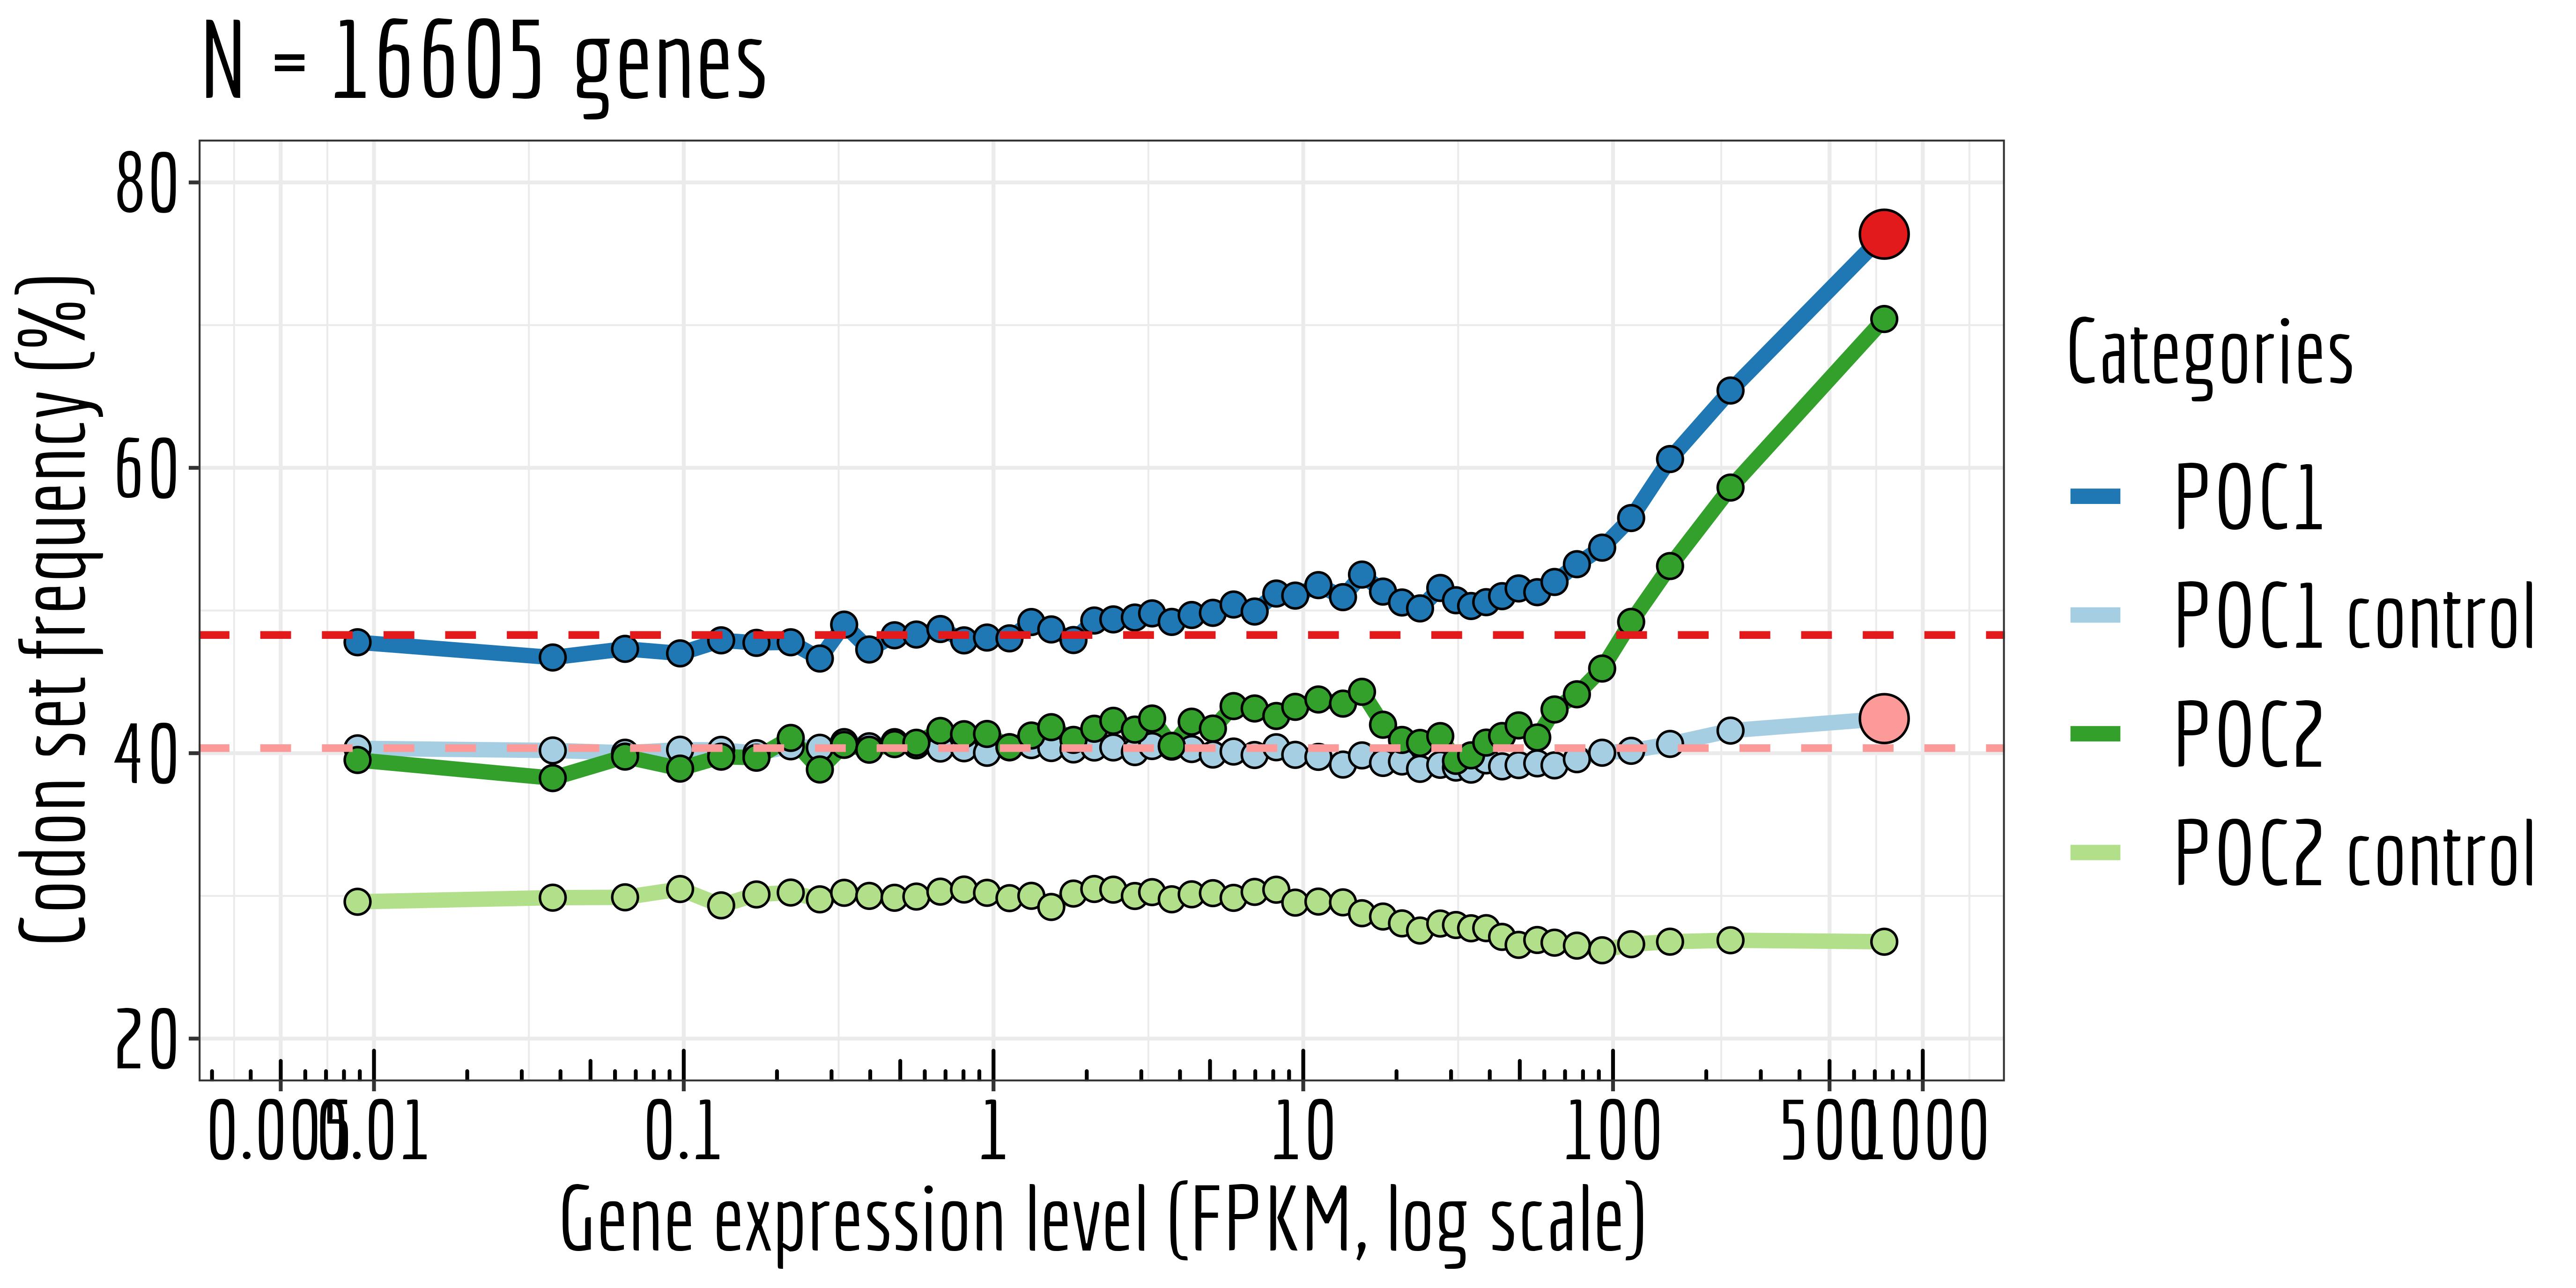 N = 16605 genes
80
60
40
20
Codon set frequency (%)
0.005
0.01
0.1
1
10
100
500
1000
Gene expression level (FPKM, log scale)
Categories
POC1
POC1 control
POC2
POC2 control